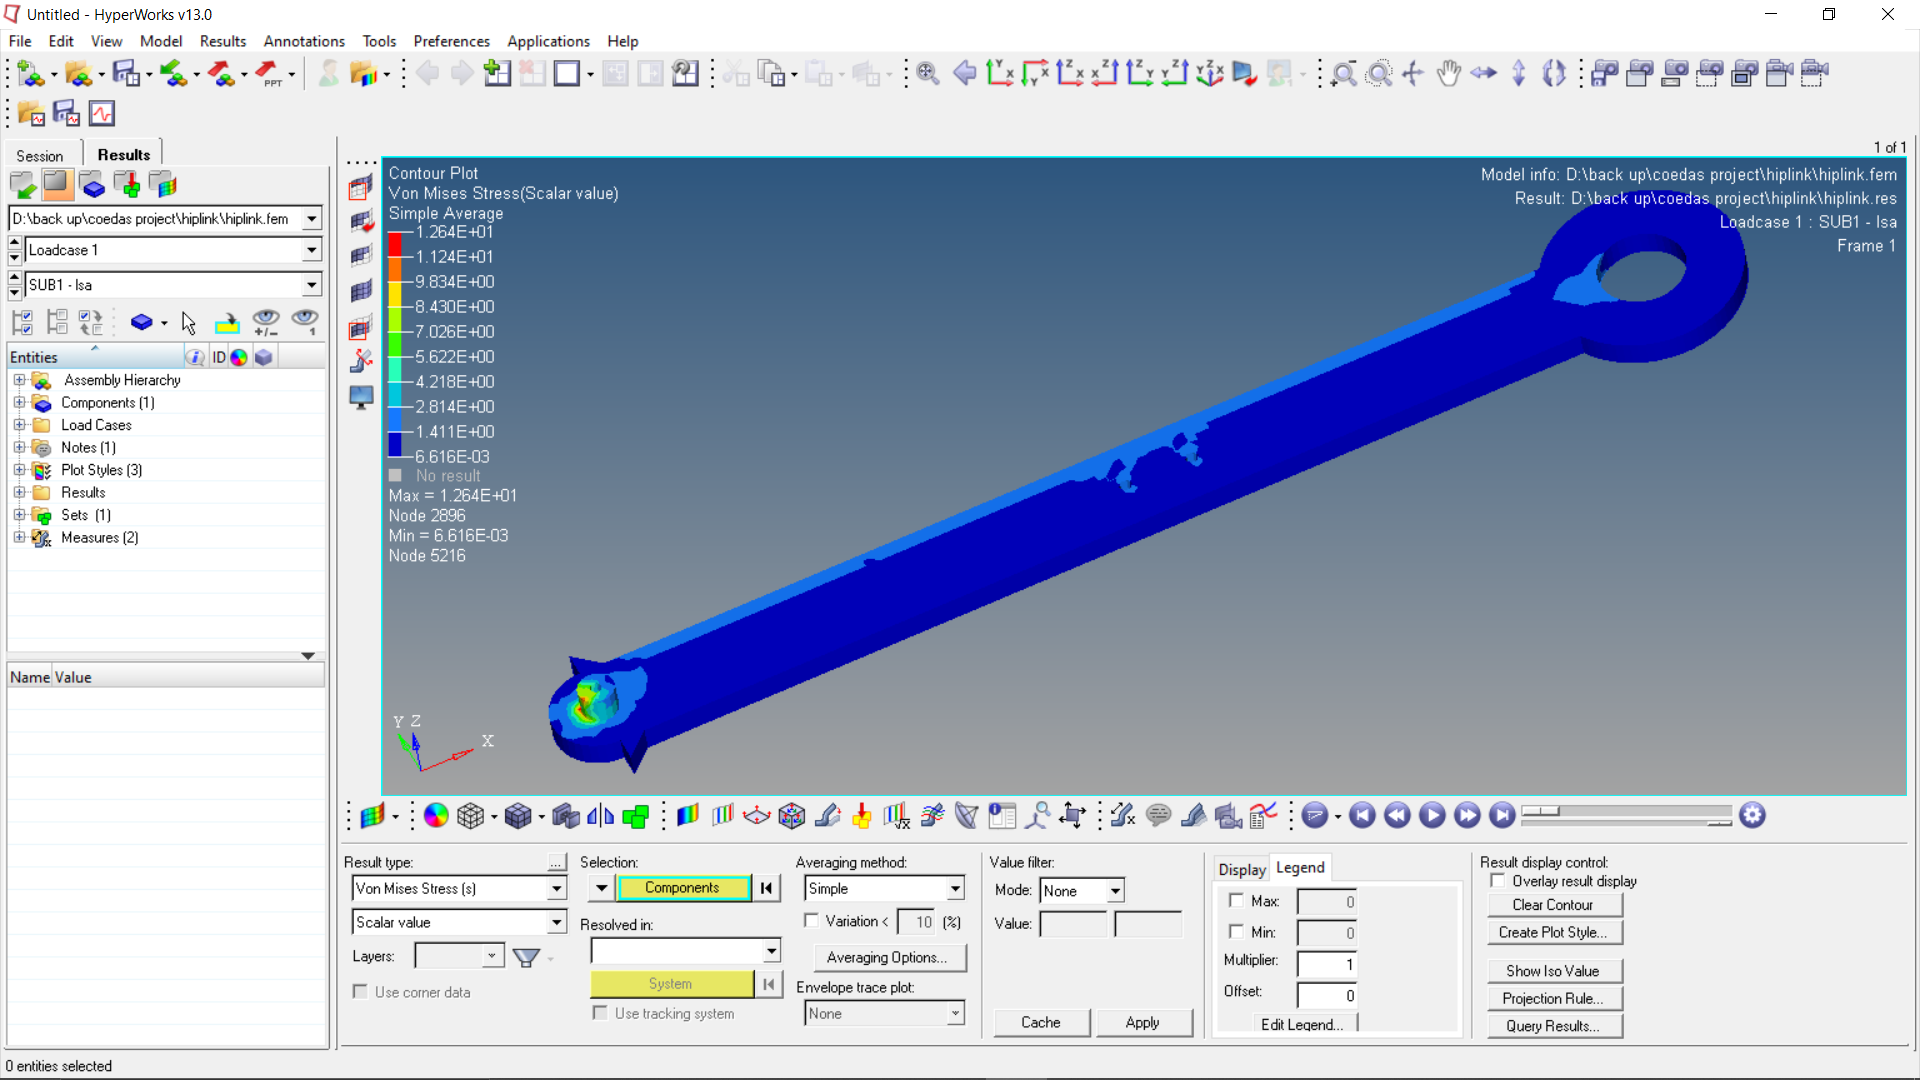 Untitled - HyperWorks v13.0
File Edit View Model Results Annotations Tools Preferences Applications Help
PPT
Session Results
1 of 1
D:\back up\coedas project\hiplink\hiplink.fem
Loadcase 1
SUB1 - lsa
Entities ID
Assembly Hierarchy
Components (1)
Load Cases
Notes (1)
Plot Styles (3)
Results
Sets (1)
Measures (2)
Name Value
Contour Plot
Von Mises Stress(Scalar value)
Simple Average
1.264E+01
1.124E+01
9.834E+00
8.430E+00
7.026E+00
5.622E+00
4.218E+00
2.814E+00
1.411E+00
6.616E-03
No result
Max = 1.264E+01
Node 2896
Min = 6.616E-03
Node 5216
Model info: D:\back up\coedas project\hiplink\hiplink.fem
Result: D:\back up\coedas project\hiplink\hiplink.res
Loadcase 1 : SUB1 - lsa
Frame 1
Y Z
X
Result type:
...
Von Mises Stress (s)
Scalar value
Layers:
Use corner data
Selection:
Components
Resolved in:
System
Use tracking system
Averaging method:
Simple
Variation < 10 (%)
Averaging Options...
Envelope trace plot:
None
Value filter:
Mode: None
Value:
Cache Apply
Display Legend
Max: 0
Min: 0
Multiplier: 1
Offset: 0
Edit Legend...
Result display control:
Overlay result display
Clear Contour
Create Plot Style...
Show Iso Value
Projection Rule...
Query Results...
0 entities selected